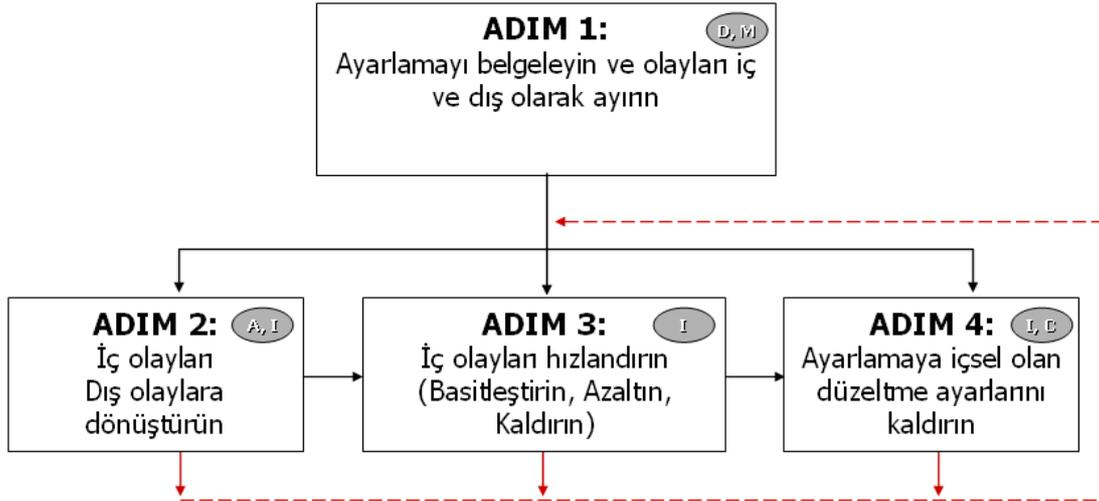 ADIM 1:
D, M
Ayarlamayı belgeleyin ve olayları iç
ve dış olarak ayırın
ADIM 2:
A, I
İç olayları
Dış olaylara
dönüştürün
ADIM 3:
I
İç olayları hızlandırın
(Basitleştirin, Azaltın,
Kaldırın)
ADIM 4:
I, C
Ayarlamaya içsel olan
düzeltme ayarlarını
kaldırın